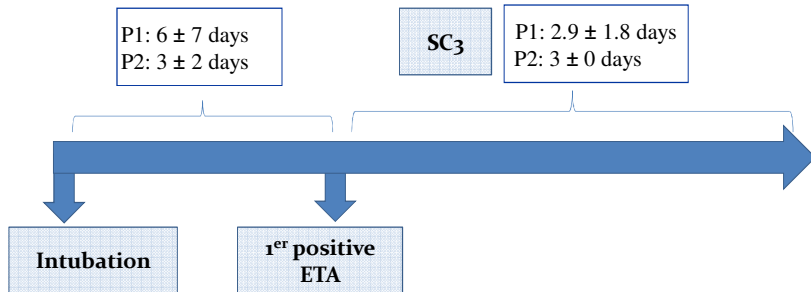 P1: 6 ± 7 days
P2: 3 ± 2 days
SC3
P1: 2.9 ± 1.8 days
P2: 3 ± 0 days
Intubation
1er positive
ETA